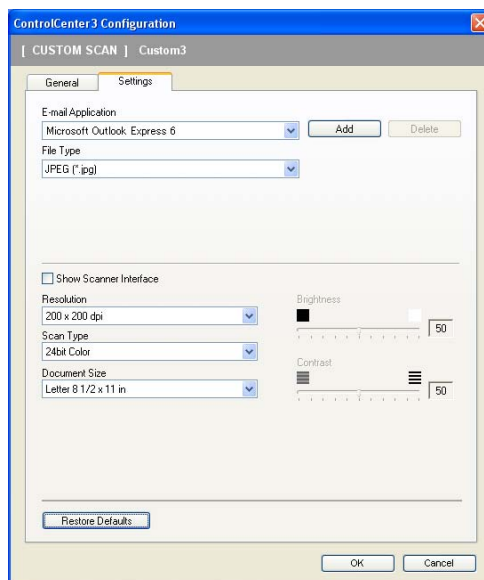 ControlCenter3 Configuration
[ CUSTOM SCAN ] Custom3
General Settings
E-mail Application
Microsoft Outlook Express 6 Add Delete
File Type
JPEG (*.jpg)
Show Scanner Interface
Resolution Brightness
200 x 200 dpi 50
Scan Type
24bit Color
Contrast
Document Size
Letter 8 1/2 x 11 in 50
Restore Defaults
OK Cancel